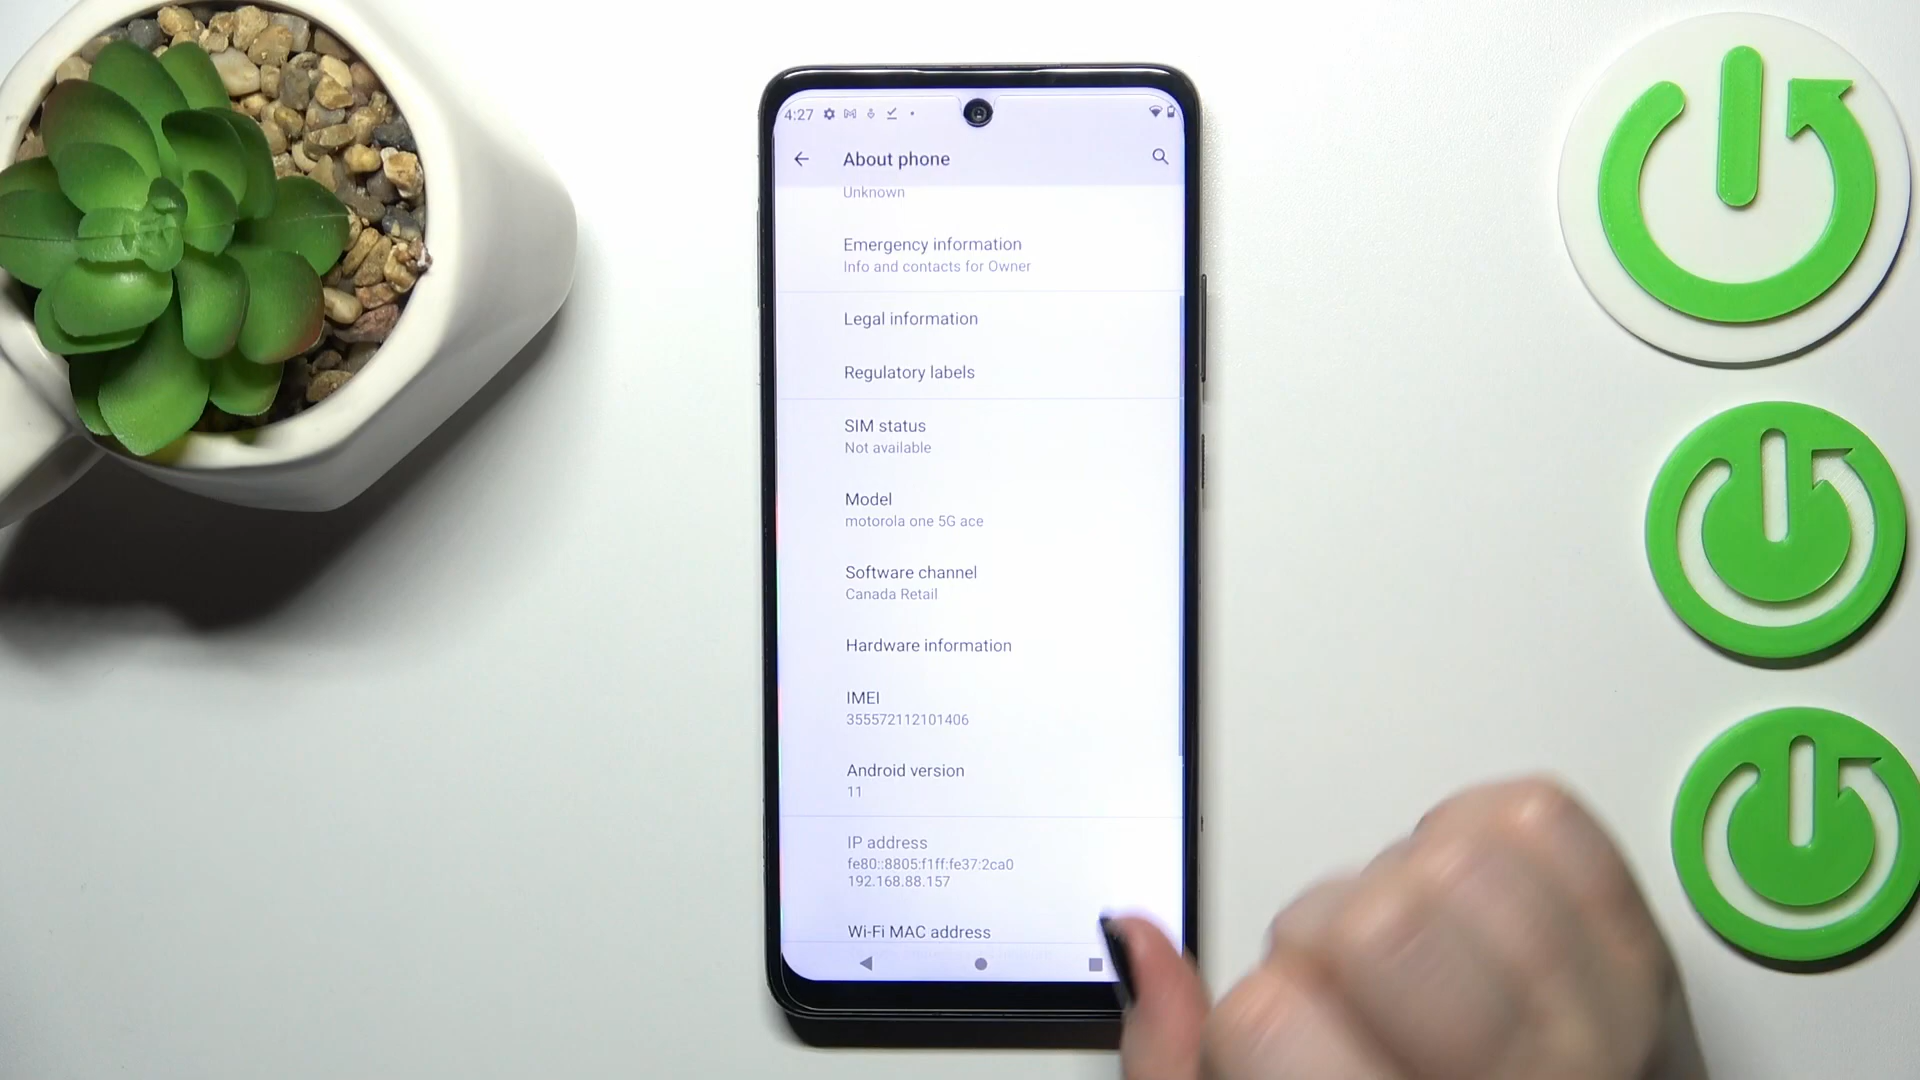 4:27
About phone
Unknown
Emergency information
Info and contacts for Owner
Legal information
Regulatory labels
SIM status
Not available
Model
motorola one 5G ace
Software channel
Canada Retail
Hardware information
IMEI
355572112101406
Android version
11
IP address
fe80::8805:f1ff:fe37:2ca0
192.168.88.157
Wi-Fi MAC address